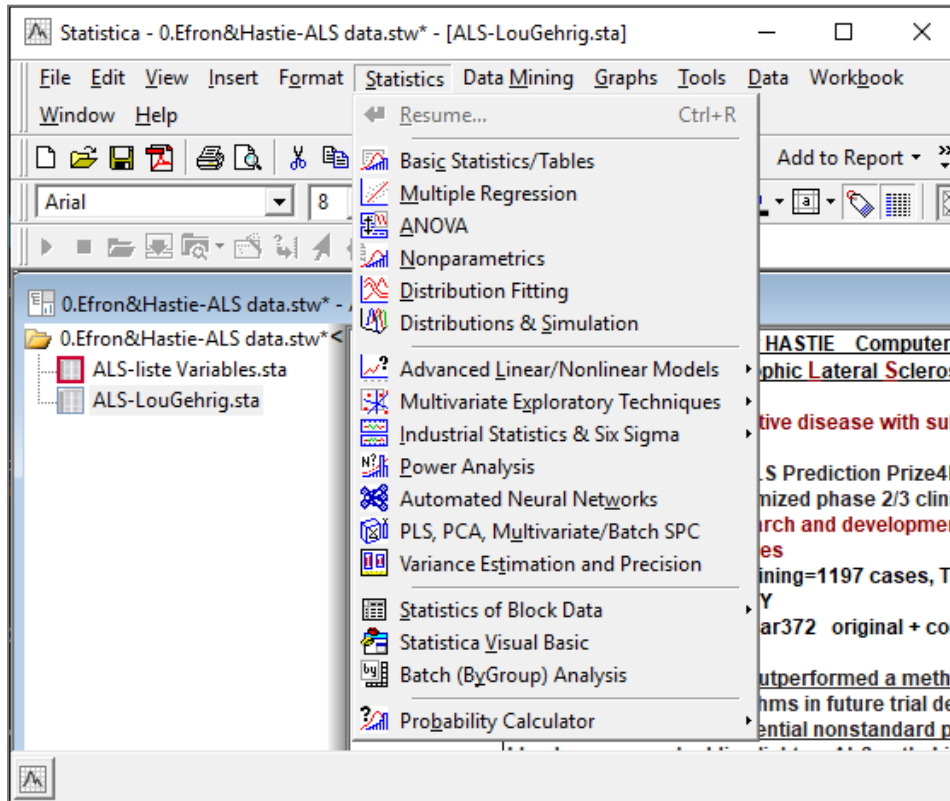 Statistica - 0.Efron&Hastie-ALS data.stw* - [ALS-LouGehrig.sta]
File Edit View Insert Format Statistics Data Mining Graphs Tools Data Workbook
Window Help
Resume... Ctrl+R
Add to Report
Arial 8
Basic Statistics/Tables
Multiple Regression
ANOVA
Nonparametrics
Distribution Fitting
Distributions & Simulation
Advanced Linear/Nonlinear Models
Multivariate Exploratory Techniques
Industrial Statistics & Six Sigma
Power Analysis
Automated Neural Networks
PLS, PCA, Multivariate/Batch SPC
Variance Estimation and Precision
Statistics of Block Data
Statistica Visual Basic
Batch (ByGroup) Analysis
Probability Calculator
0.Efron&Hastie-ALS data.stw* -
0.Efron&Hastie-ALS data.stw*
ALS-liste Variables.sta
ALS-LouGehrig.sta
HASTIE Computer
phic Lateral Scleros
tive disease with su
S Prediction Prize4
mized phase 2/3 clini
rch and developmen
es
ining=1197 cases, T
Y
ar372 original + co
utperformed a meth
hms in future trial de
ential nonstandard p